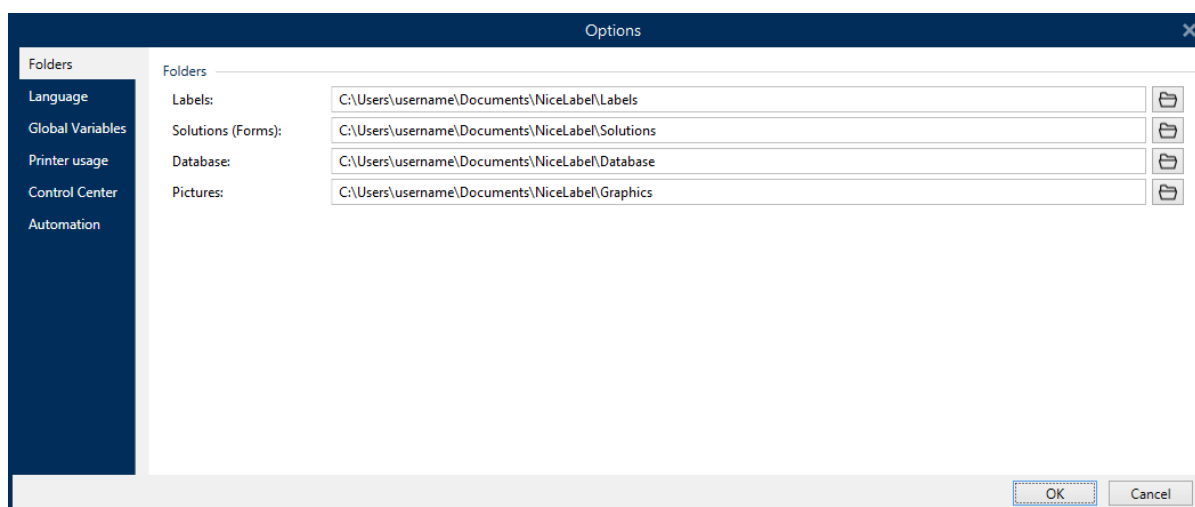 Options
Folders
Language
Global Variables
Printer usage
Control Center
Automation
Folders
Labels: C:\Users\username\Documents\NiceLabel\Labels
Solutions (Forms): C:\Users\username\Documents\NiceLabel\Solutions
Database: C:\Users\username\Documents\NiceLabel\Database
Pictures: C:\Users\username\Documents\NiceLabel\Graphics
OK Cancel